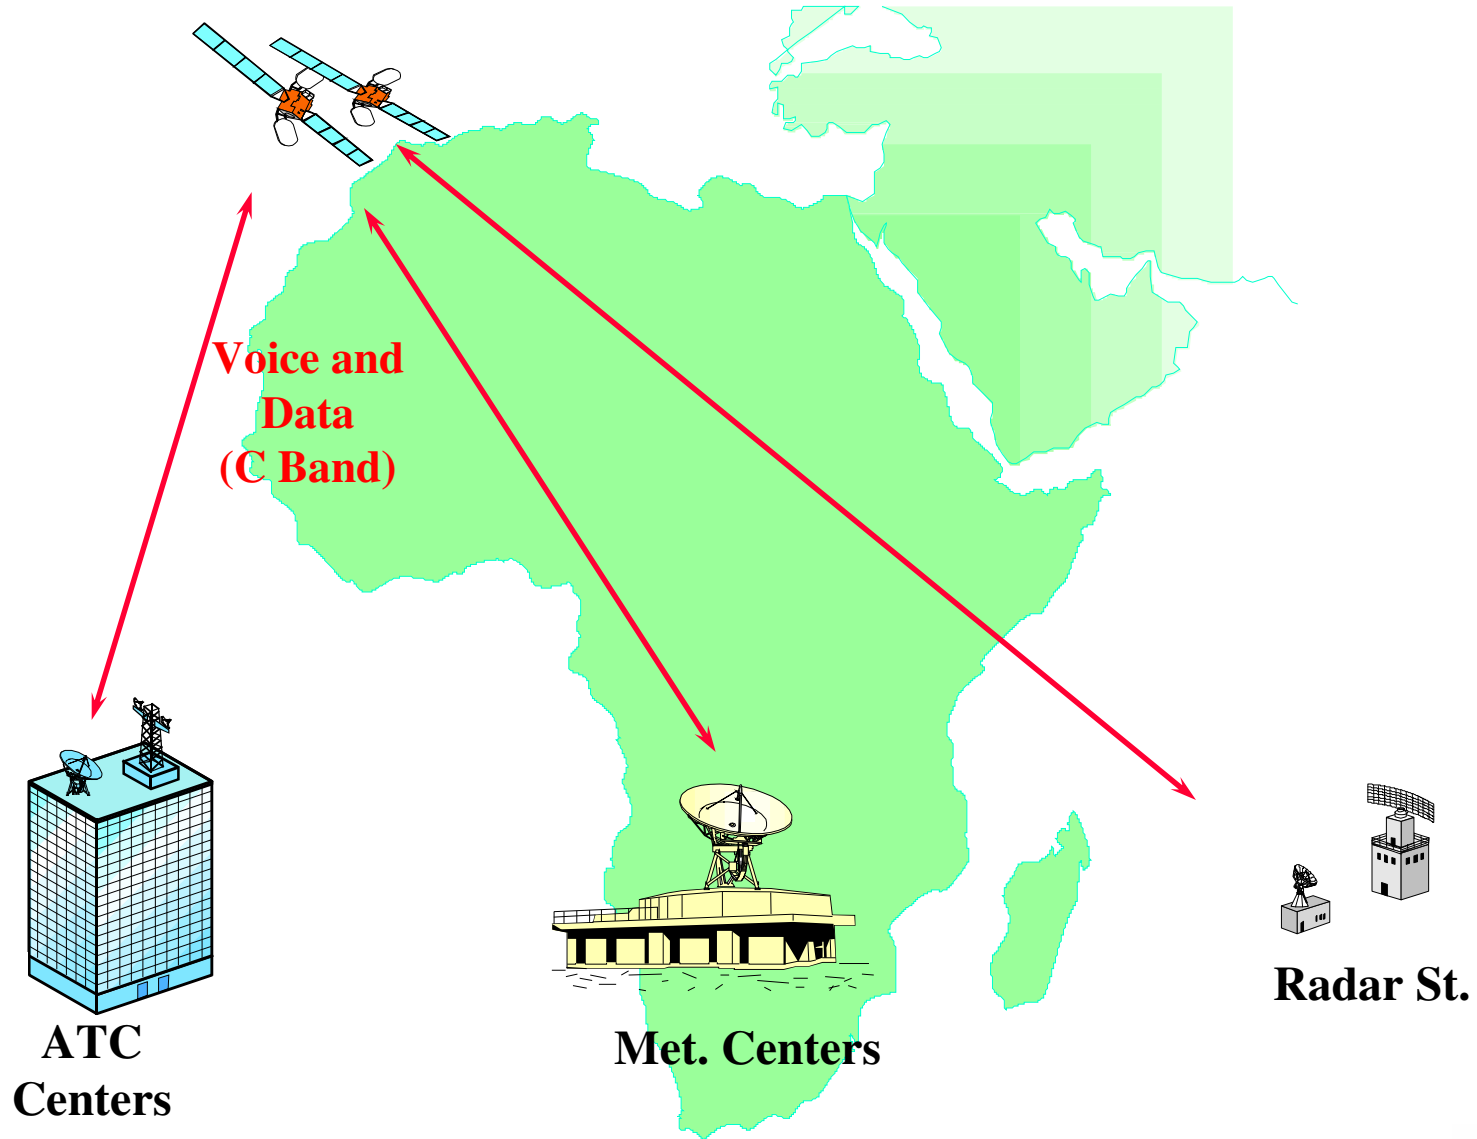 Voice and
Data
(C Band)
Radar St.
ATC
Centers
Met. Centers